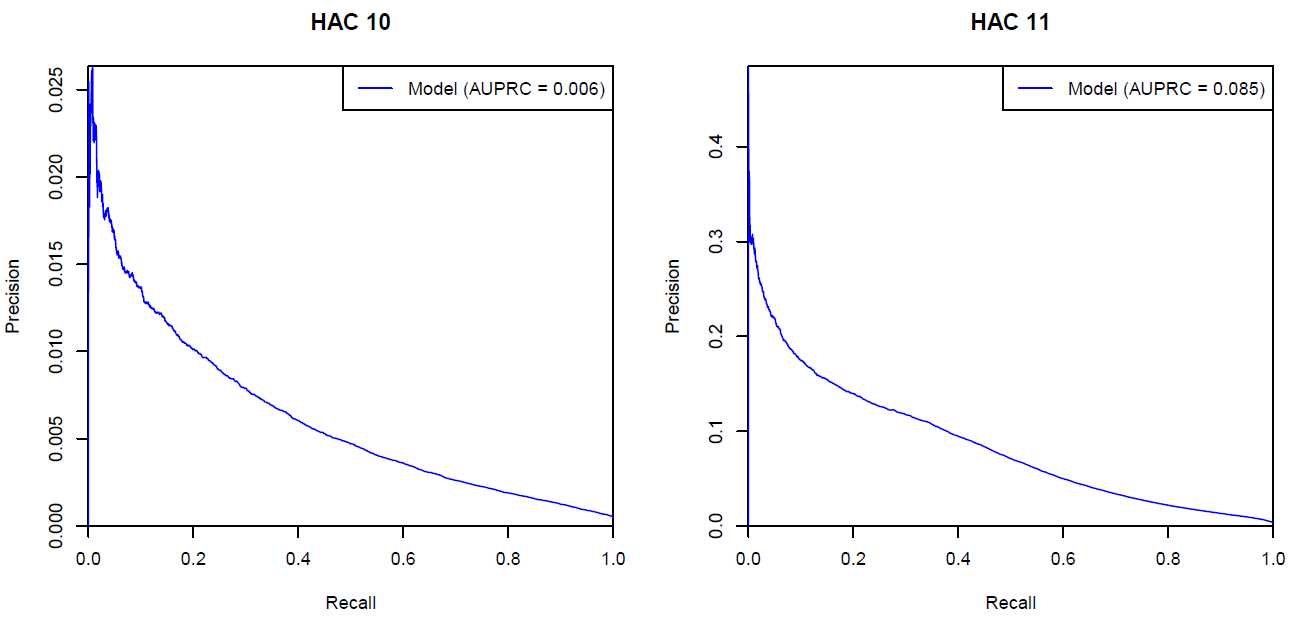 HAC 10
Model (AUPRC = 0.006)
Precision
0.025
0.020
0.015
0.010
0.005
0.000
0.0 0.2 0.4 0.6 0.8 1.0
Recall
HAC 11
Model (AUPRC = 0.085)
Precision
0.4
0.3
0.2
0.1
0.0
0.0 0.2 0.4 0.6 0.8 1.0
Recall